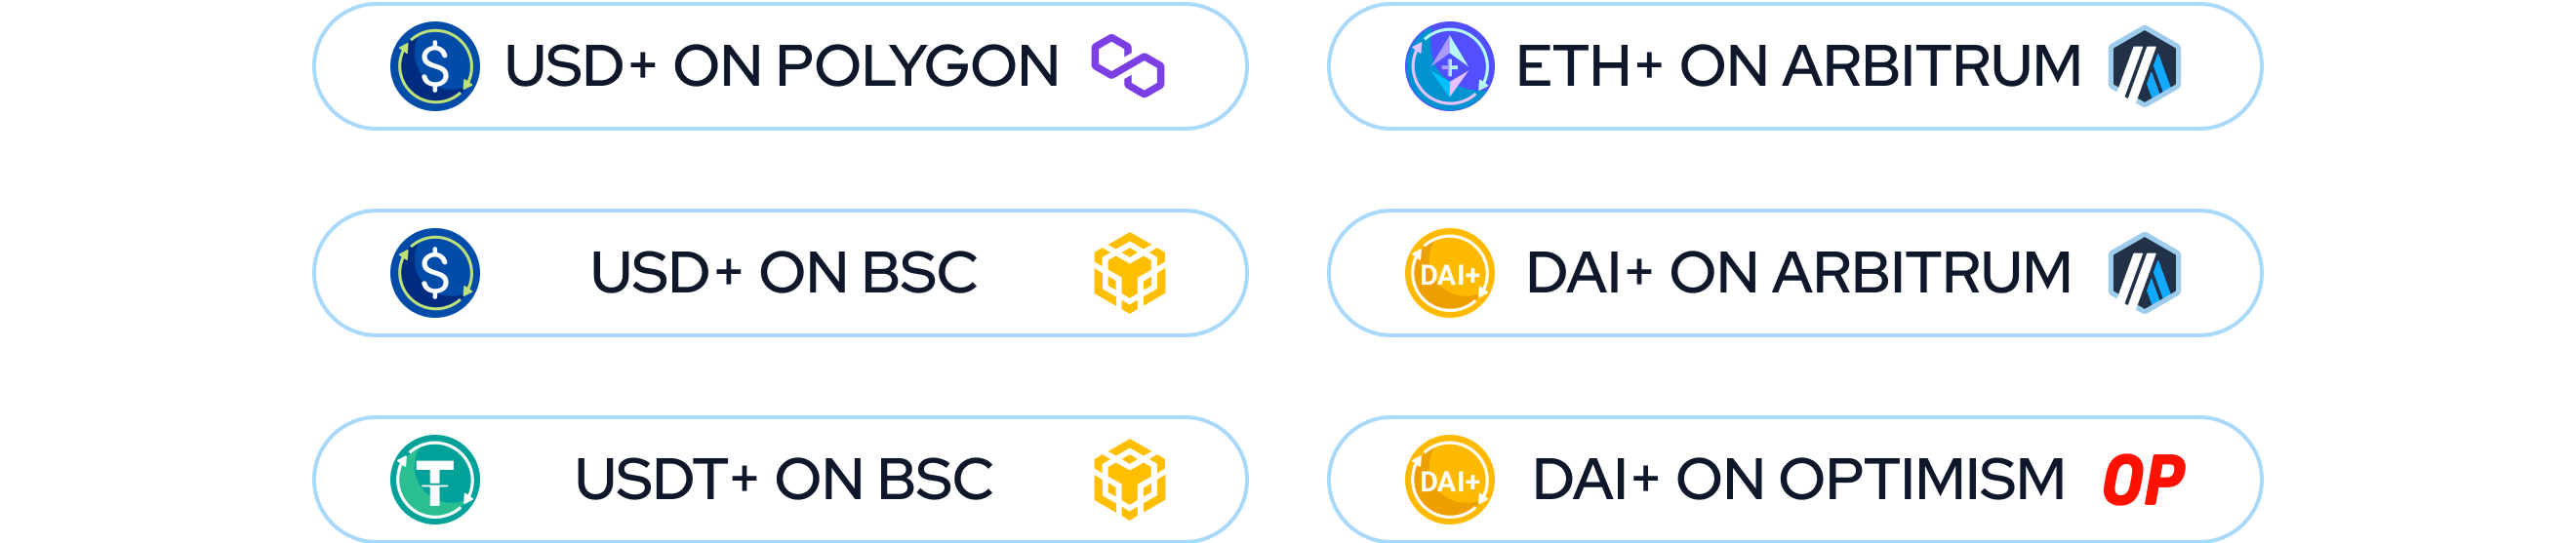 USD+ ON POLYGON
ETH+ ON ARBITRUM
USD+ ON BSC
DAI+ DAI+ ON ARBITRUM
USDT+ ON BSC
DAI+ DAI+ ON OPTIMISM OP